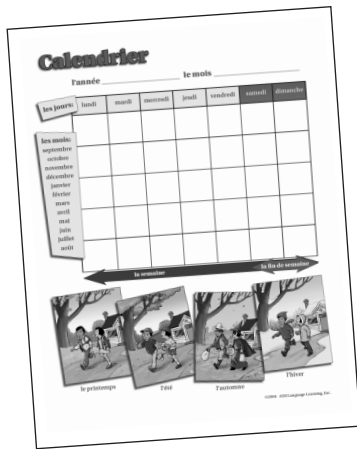 Calendrier
l'année le mois
les jours: lundi mardi mercredi jeudi vendredi samedi dimanche
les mois:
septembre
octobre
novembre
décembre
janvier
février
mars
avril
mai
juin
juillet
août
la semaine
la fin de semaine
le printemps l'été l'automne l'hiver